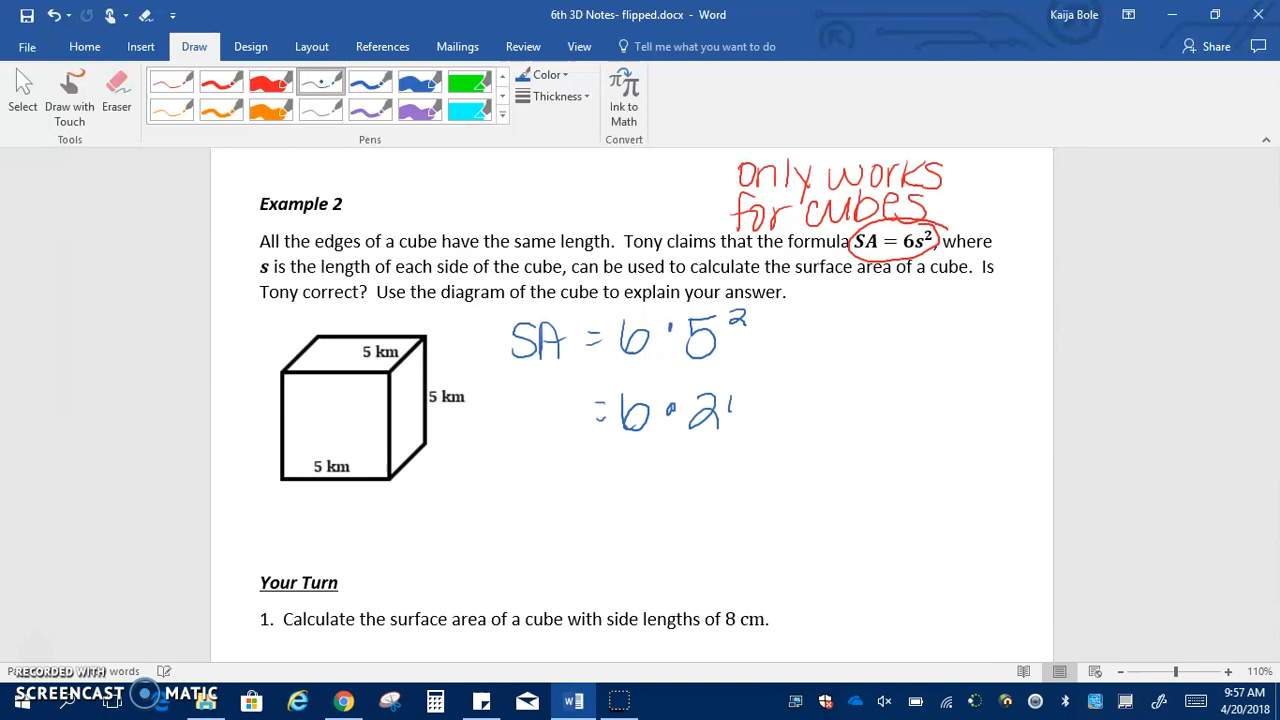 6th 3D Notes- flipped.docx - Word
Kaija Bole
File Home Insert Draw Design Layout References Mailings Review View Tell me what you want to do Share
Select
Draw with Touch
Eraser
Color
Thickness
Ink to Math
Tools
Pens
Convert
only works
for cubes
Example 2
All the edges of a cube have the same length. Tony claims that the formula SA = 6s², where
s is the length of each side of the cube, can be used to calculate the surface area of a cube. Is
Tony correct? Use the diagram of the cube to explain your answer.
SA = 6 · 5²
5 km
5 km
= 6 · 2
5 km
Your Turn
1. Calculate the surface area of a cube with side lengths of 8 cm.
words
110%
RECORDED WITH
SCREENCAST MATIC
9:57 AM
4/20/2018